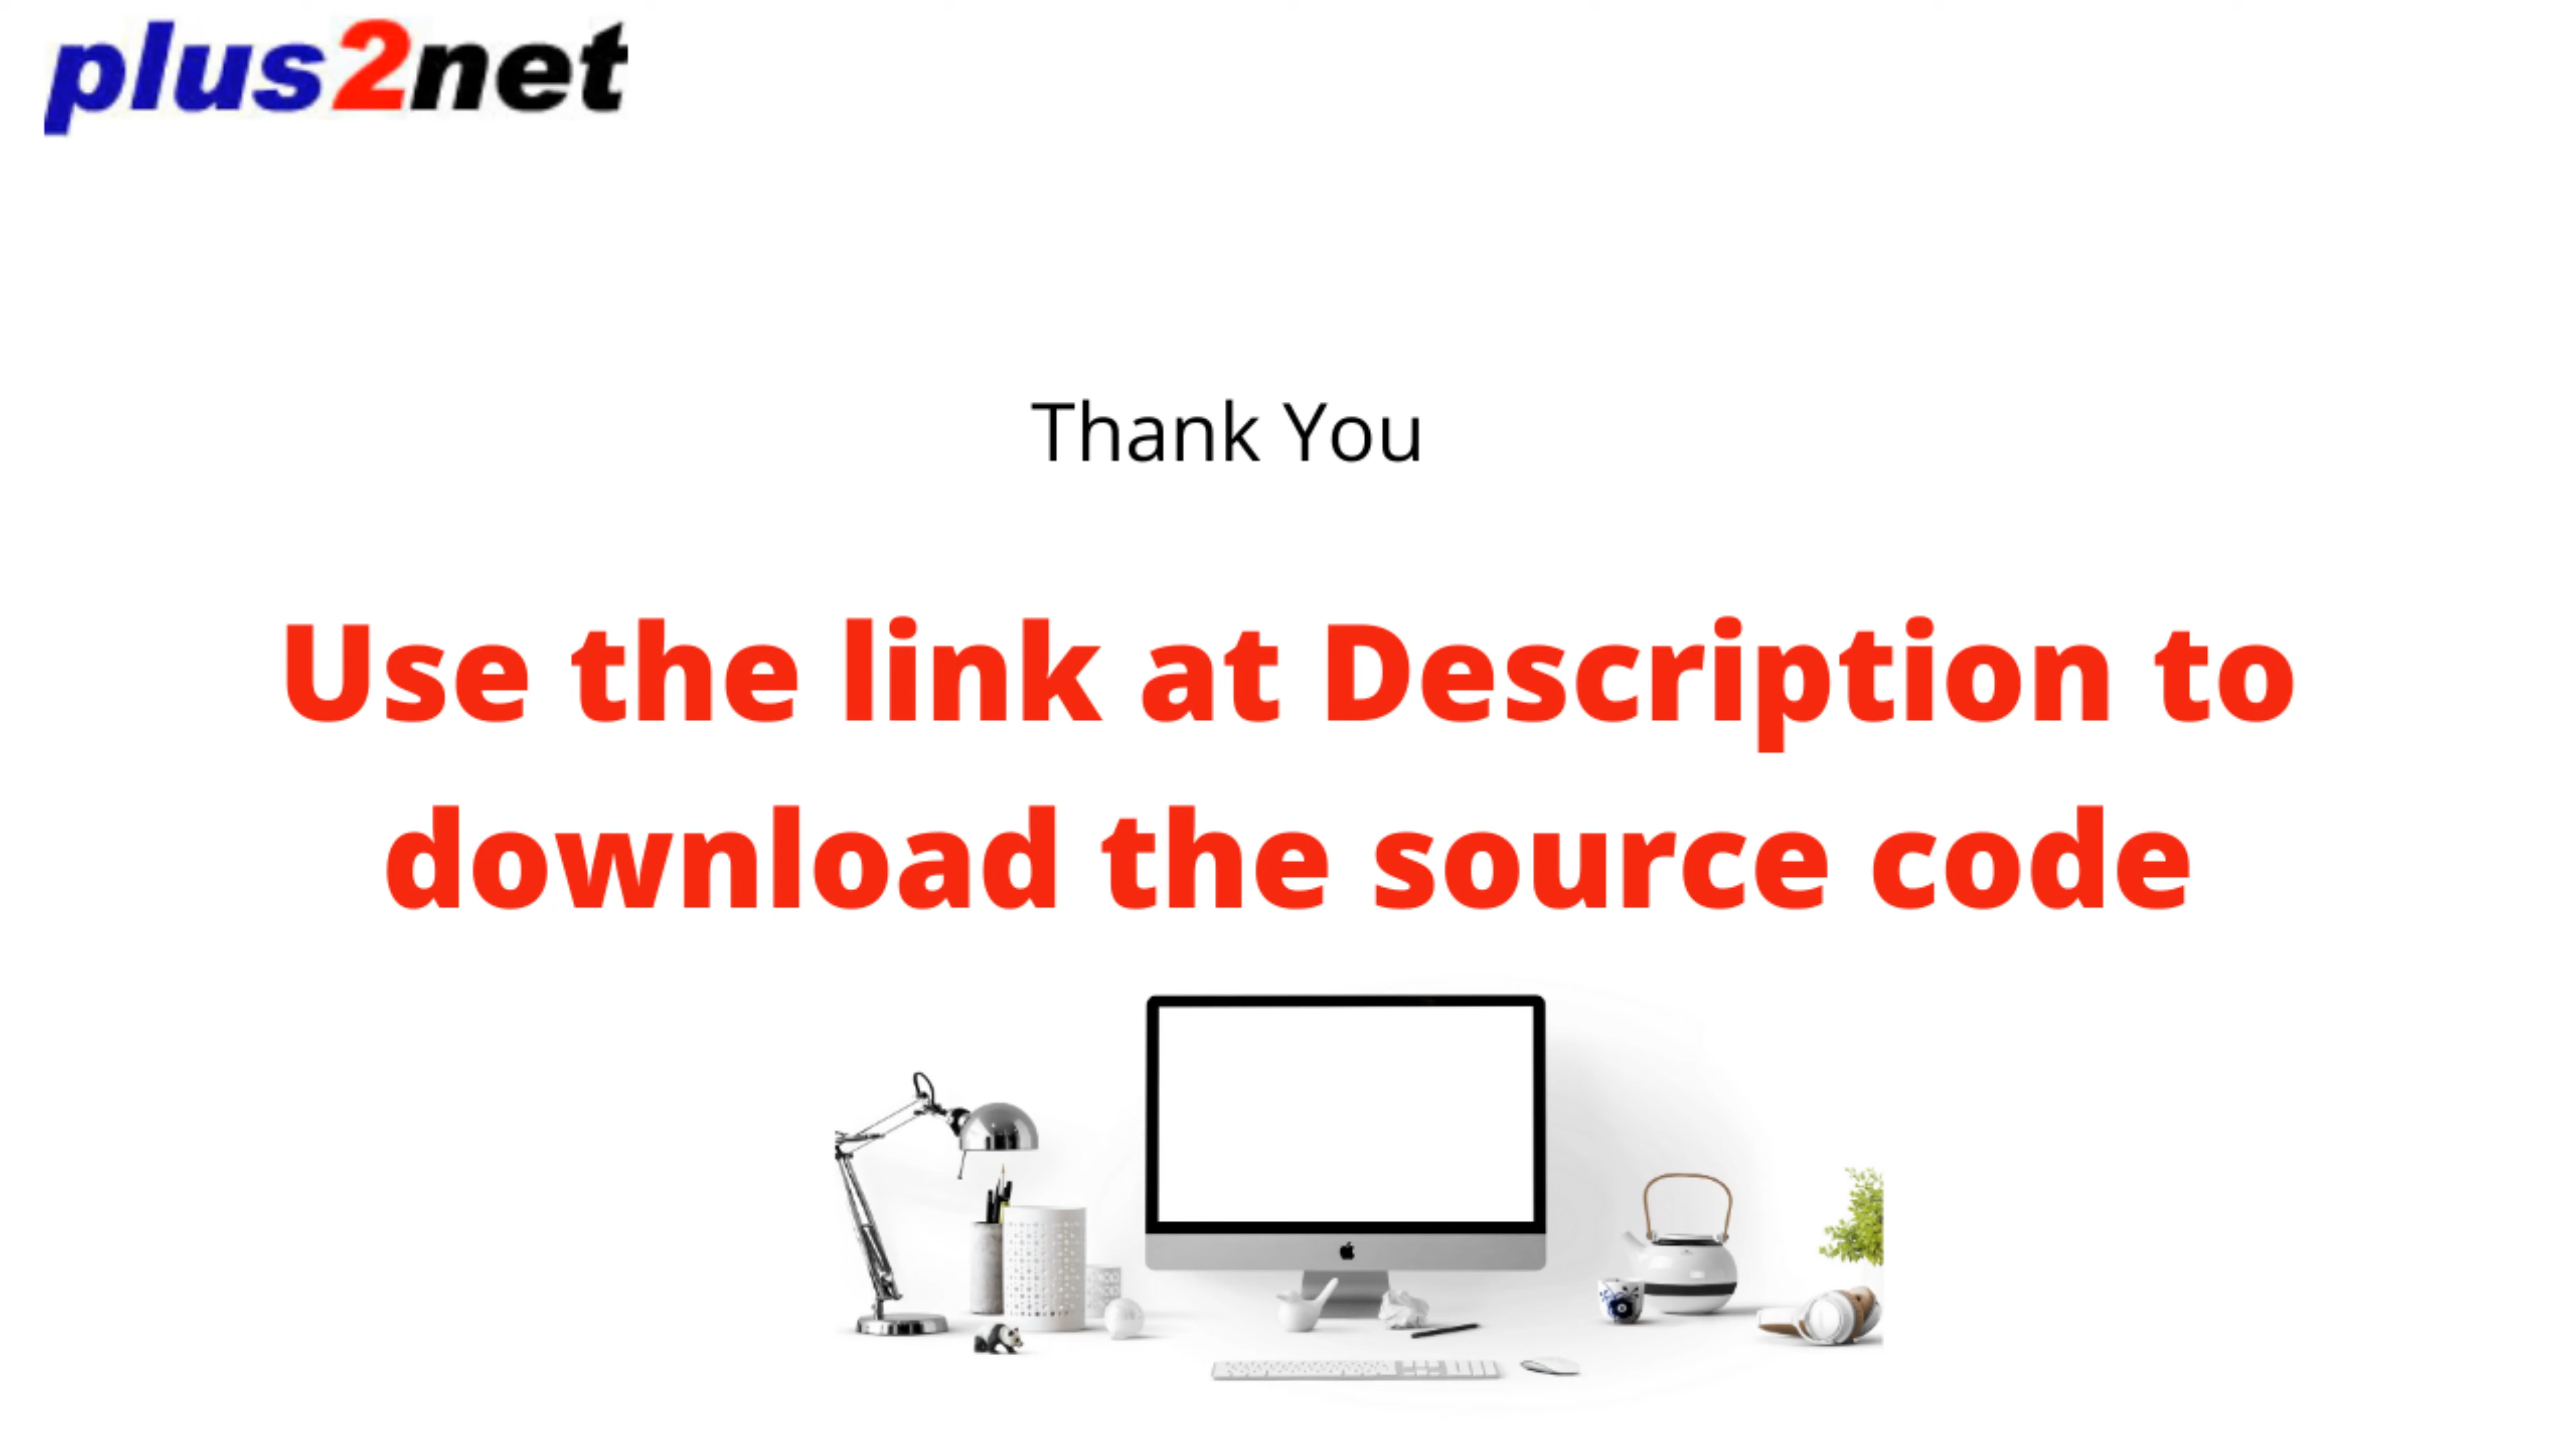 plus2net
Thank You
Use the link at Description to
download the source code